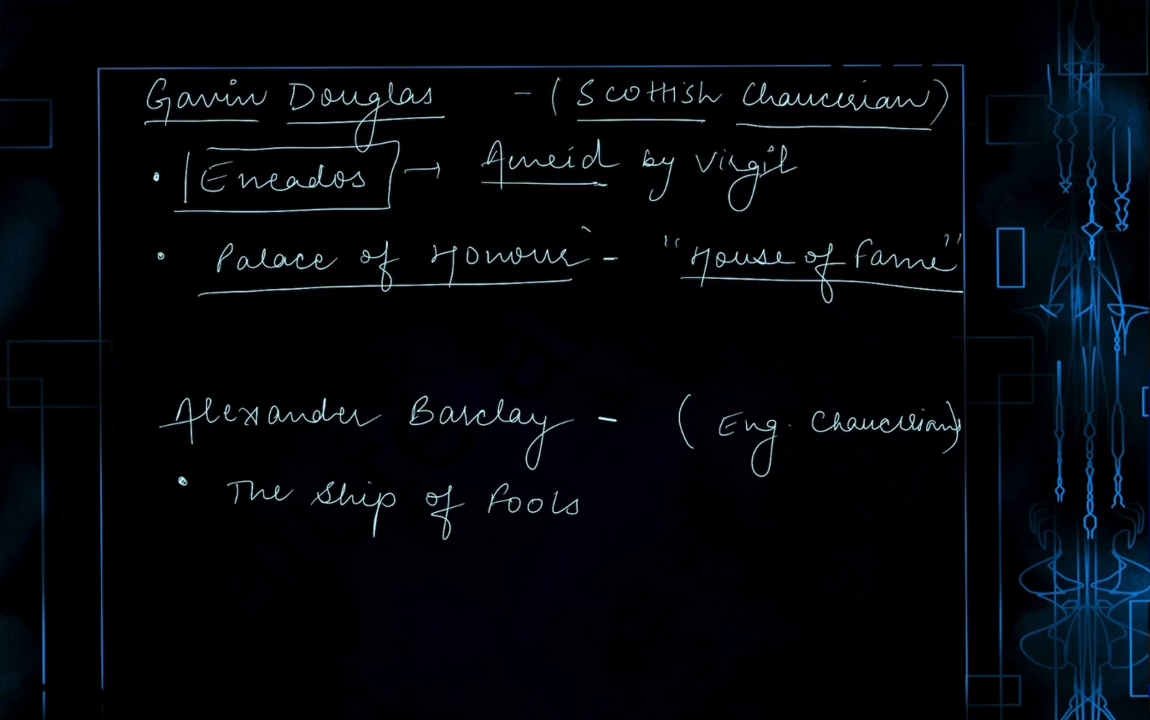 Gavin Douglas - (Scottish Chaucerian)
• Eneados → Aeneid by Virgil
• Palace of Honour - "House of Fame"
Alexander Barclay - (Eng. Chaucerian)
• The Ship of Fools